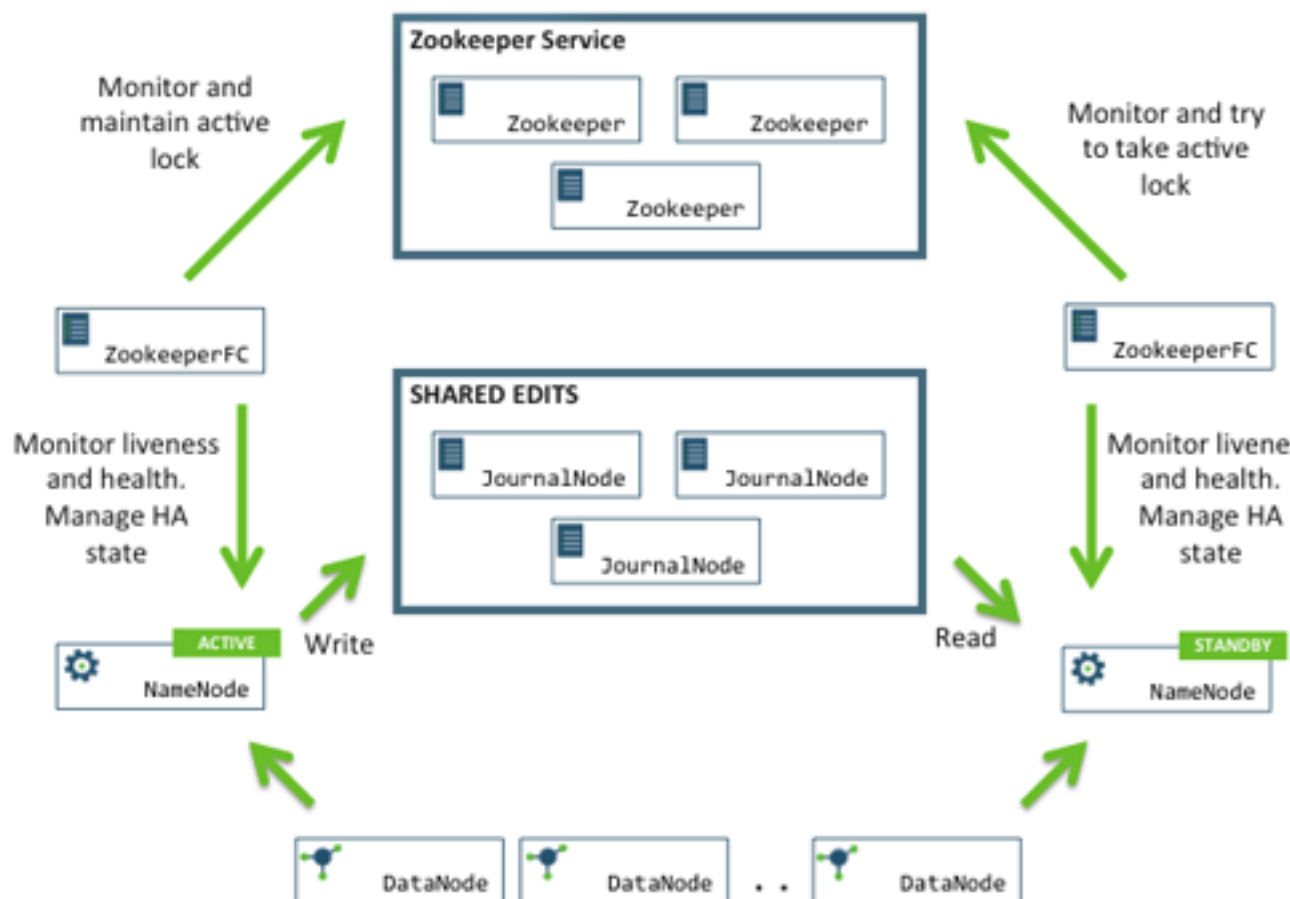 Zookeeper Service
Zookeeper
Zookeeper
Zookeeper
Monitor and
maintain active
lock
Monitor and try
to take active
lock
ZookeeperFC
ZookeeperFC
SHARED EDITS
JournalNode
JournalNode
JournalNode
Monitor liveness
and health.
Manage HA
state
Monitor livene
and health.
Manage HA
state
Write
Read
ACTIVE
NameNode
STANDBY
NameNode
DataNode
DataNode
. .
DataNode